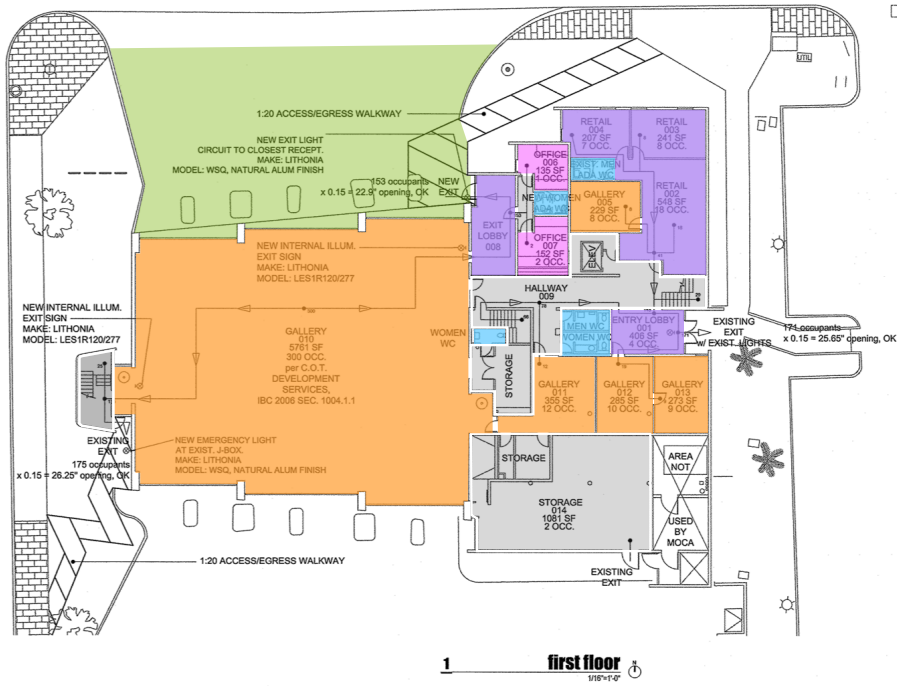 UTIL
1:20 ACCESS/EGRESS WALKWAY
NEW EXIT LIGHT
CIRCUIT TO CLOSEST RECEPT.
MAKE: LITHONIA
MODEL: WSQ, NATURAL ALUM FINISH
153 occupants
x 0.15 = 22.9" opening, OK
NEW
EXIT
RETAIL
004
207 SF
7 OCC.
RETAIL
003
241 SF
8 OCC.
OFFICE
006
135 SF
1 OCC.
EXIST. MEN
ADA WC
RETAIL
002
548 SF
18 OCC.
NEW WOMEN
ADA WC
GALLERY
005
229 SF
8 OCC.
EXIT
LOBBY
008
OFFICE
007
152 SF
2 OCC.
ELEV
NEW INTERNAL ILLUM.
EXIT SIGN
MAKE: LITHONIA
MODEL: LES1R120/277
HALLWAY
009
NEW INTERNAL ILLUM.
EXIT SIGN
MAKE: LITHONIA
MODEL: LES1R120/277
GALLERY
010
5761 SF
300 OCC.
per C.O.T.
DEVELOPMENT
SERVICES,
IBC 2006 SEC. 1004.1.1
WOMEN
WC
MEN WC
WOMEN WC
ENTRY LOBBY
001
406 SF
4 OCC.
EXISTING
EXIT
w/ EXIST. LIGHTS
171 occupants
x 0.15 = 25.65" opening, OK
STORAGE
GALLERY
011
355 SF
12 OCC.
GALLERY
012
285 SF
10 OCC.
GALLERY
013
273 SF
9 OCC.
EXISTING
EXIT
175 occupants
x 0.15 = 26.25" opening, OK
NEW EMERGENCY LIGHT
AT EXIST. J-BOX.
MAKE: LITHONIA
MODEL: WSQ, NATURAL ALUM FINISH
STORAGE
AREA
NOT
USED
BY
MOCA
STORAGE
014
1081 SF
2 OCC.
1:20 ACCESS/EGRESS WALKWAY
EXISTING
EXIT
1
first floor
N
1/16"=1'-0"